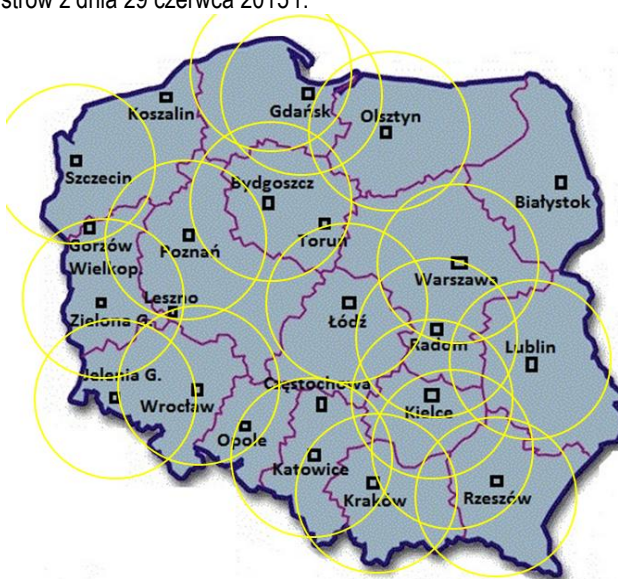 strów z dnia 29 czerwca 2015 r.
Koszalin
Gdańsk
Olsztyn
Szczecin
Bydgoszcz
Białystok
Gorzów
Wielkop.
Poznań
Toruń
Warszawa
Leszno
Zielona G.
Łódź
Radom
Lublin
Jelenia G.
Wrocław
Częstochowa
Kielce
Opole
Katowice
Kraków
Rzeszów